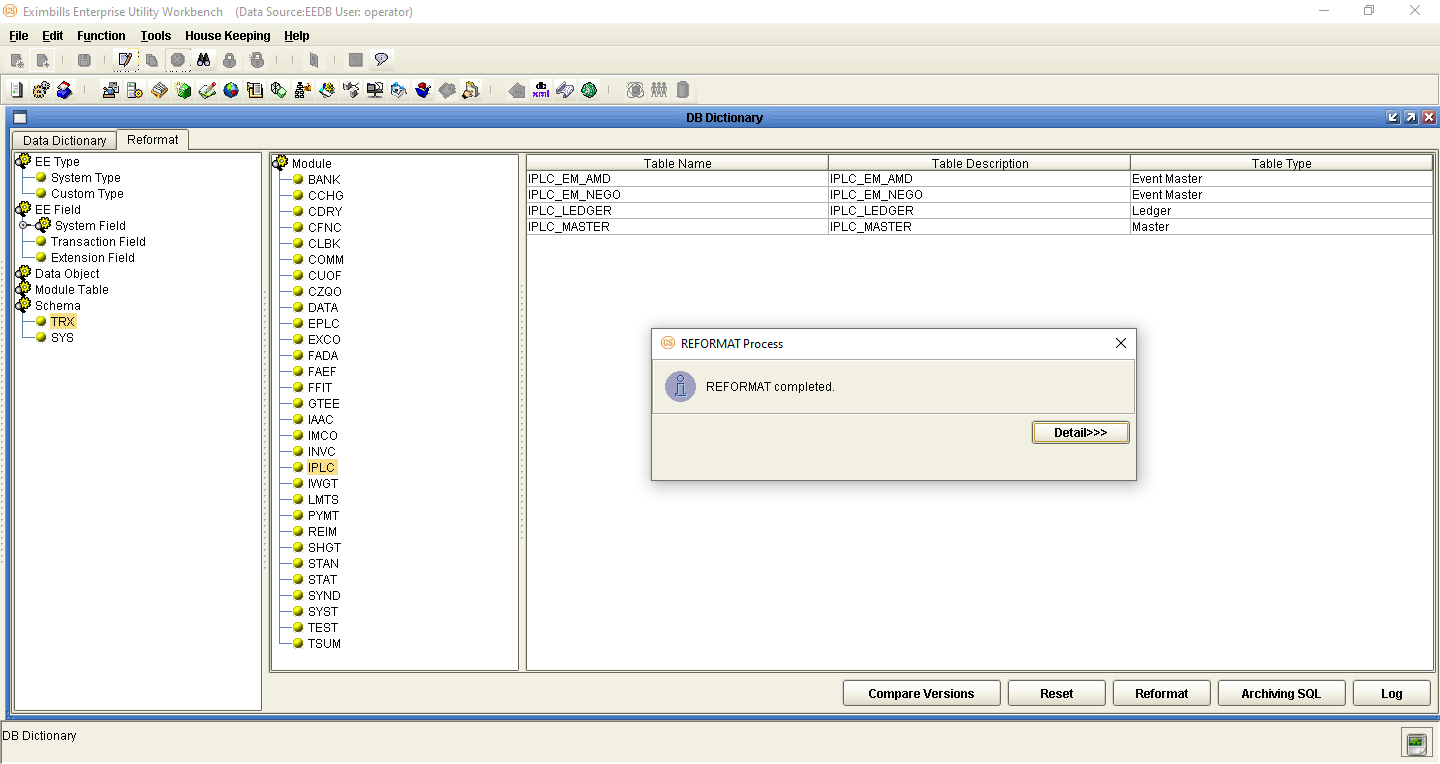 Eximbills Enterprise Utility Workbench (Data Source:EEDB User: operator)
File Edit Function Tools House Keeping Help
xml
DB Dictionary
Data Dictionary Reformat
EE Type
System Type
Custom Type
EE Field
System Field
Transaction Field
Extension Field
Data Object
Module Table
Schema
TRX
SYS
Module
BANK
CCHG
CDRY
CFNC
CLBK
COMM
CUOF
CZQO
DATA
EPLC
EXCO
FADA
FAEF
FFIT
GTEE
IAAC
IMCO
INVC
IPLC
IWGT
LMTS
PYMT
REIM
SHGT
STAN
STAT
SYND
SYST
TEST
TSUM
Table Name Table Description Table Type
IPLC_EM_AMD IPLC_EM_AMD Event Master
IPLC_EM_NEGO IPLC_EM_NEGO Event Master
IPLC_LEDGER IPLC_LEDGER Ledger
IPLC_MASTER IPLC_MASTER Master
CS REFORMAT Process
REFORMAT completed.
Detail>>>
Compare Versions Reset Reformat Archiving SQL Log
DB Dictionary